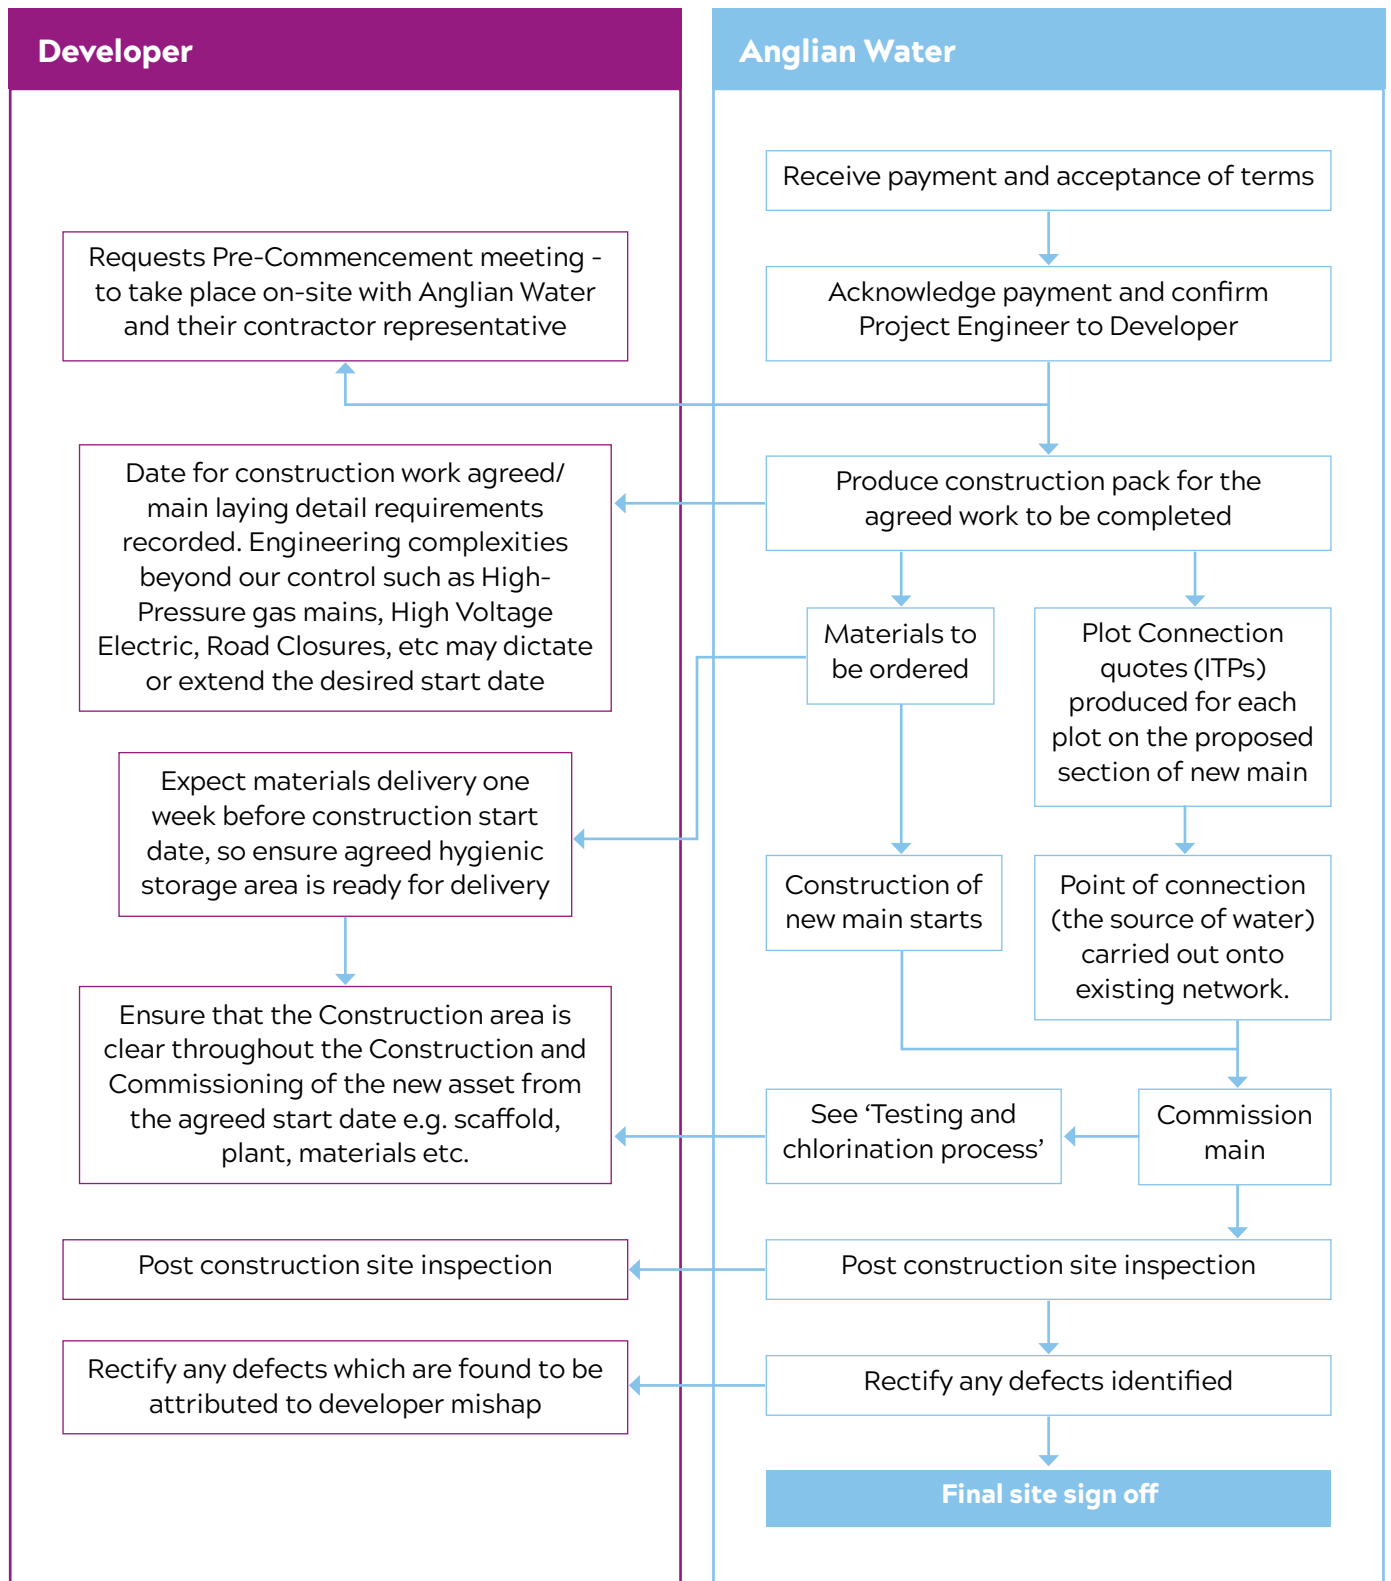 Developer
Requests Pre-Commencement meeting -
to take place on-site with Anglian Water
and their contractor representative
Date for construction work agreed/
main laying detail requirements
recorded. Engineering complexities
beyond our control such as High-
Pressure gas mains, High Voltage
Electric, Road Closures, etc may dictate
or extend the desired start date
Expect materials delivery one
week before construction start
date, so ensure agreed hygienic
storage area is ready for delivery
Ensure that the Construction area is
clear throughout the Construction and
Commissioning of the new asset from
the agreed start date e.g. scaffold,
plant, materials etc.
Post construction site inspection
Rectify any defects which are found to be
attributed to developer mishap
Anglian Water
Receive payment and acceptance of terms
Acknowledge payment and confirm
Project Engineer to Developer
Produce construction pack for the
agreed work to be completed
Materials to
be ordered
Plot Connection
quotes (ITPs)
produced for each
plot on the proposed
section of new main
Construction of
new main starts
Point of connection
(the source of water)
carried out onto
existing network.
See ‘Testing and
chlorination process’
Commission
main
Post construction site inspection
Rectify any defects identified
Final site sign off